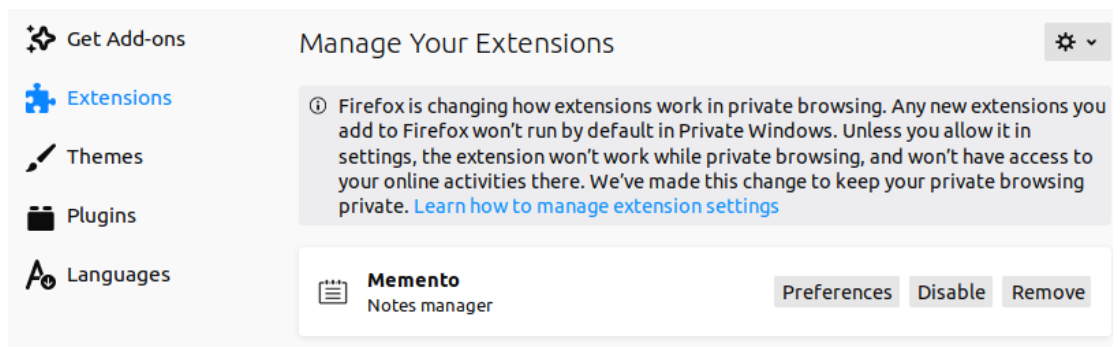 Get Add-ons
Extensions
Themes
Plugins
Languages
Manage Your Extensions
Firefox is changing how extensions work in private browsing. Any new extensions you
add to Firefox won’t run by default in Private Windows. Unless you allow it in
settings, the extension won’t work while private browsing, and won’t have access to
your online activities there. We’ve made this change to keep your private browsing
private. Learn how to manage extension settings
Memento
Notes manager
Preferences Disable Remove